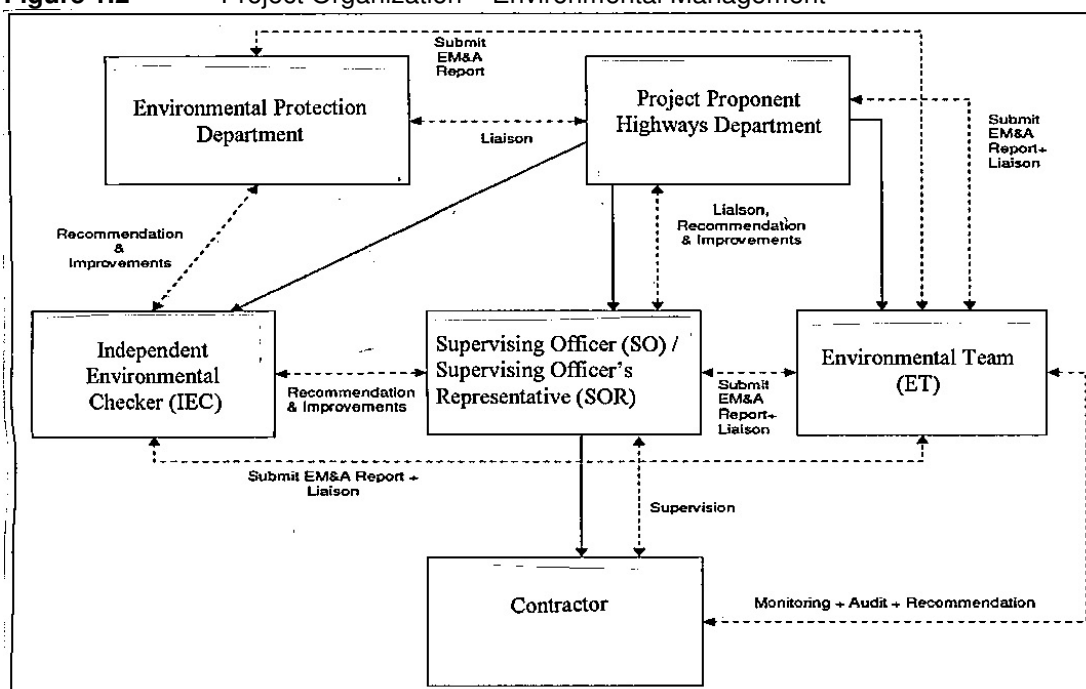 Figure 1.2 Project Organization – Environmental Management
Submit
EM&A
Report
Environmental Protection
Department
Liaison
Project Proponent
Highways Department
Submit
EM&A
Report+
Liaison
Recommendation
&
Improvements
Liaison,
Recommendation
& Improvements
Independent
Environmental
Checker (IEC)
Recommendation
& Improvements
Supervising Officer (SO) /
Supervising Officer's
Representative (SOR)
Submit
EM&A
Report+
Liaison
Environmental Team
(ET)
Submit EM&A Report +
Liaison
Supervision
Contractor
Monitoring + Audit + Recommendation